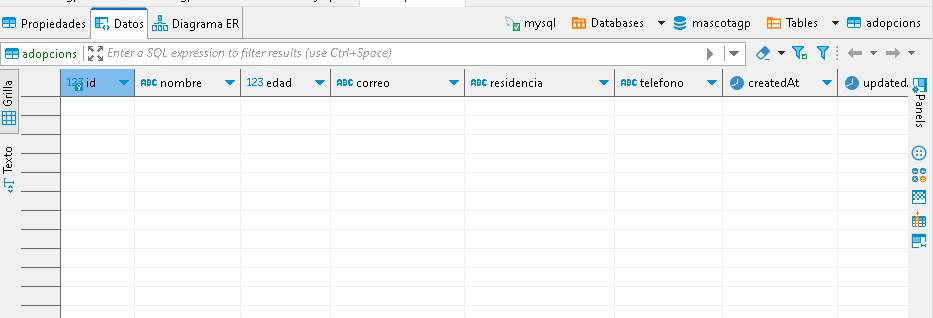 Propiedades Datos Diagrama ER mysql Databases mascotagp Tables adopcions
adopcions Enter a SQL expression to filter results (use Ctrl+Space)
Grilla
Texto
123 id ABC nombre 123 edad ABC correo ABC residencia ABC telefono createdAt updatedA
Panels